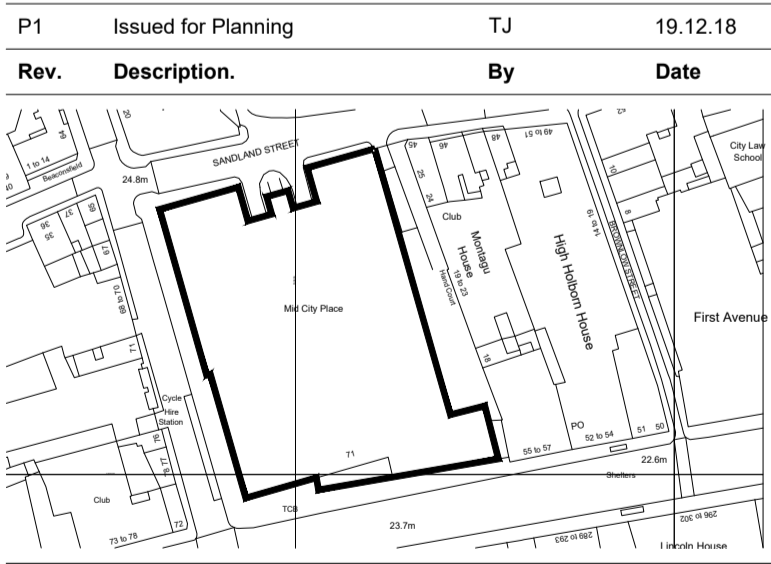 P1 Issued for Planning TJ 19.12.18
Rev. Description. By Date
20
64
1 to 14
Beaconsfield
24.8m
SANDLAND STREET
45
46
48
49 to 51
City Law
School
10
8
25
24
Club
65
37
36
35
67
68 to 70
Montagu
House
19 to 23
Hand Court
High Holborn House
14 to 19
BROWNLOW STREET
Mid City Place
First Avenue
71
18
Cycle
Hire
Station
76
78 77
71
PO
55 to 57
52 to 54
51
50
22.6m
Shelters
Club
72
73 to 78
TCB
23.7m
296 to 302
289 to 293
Lincoln House